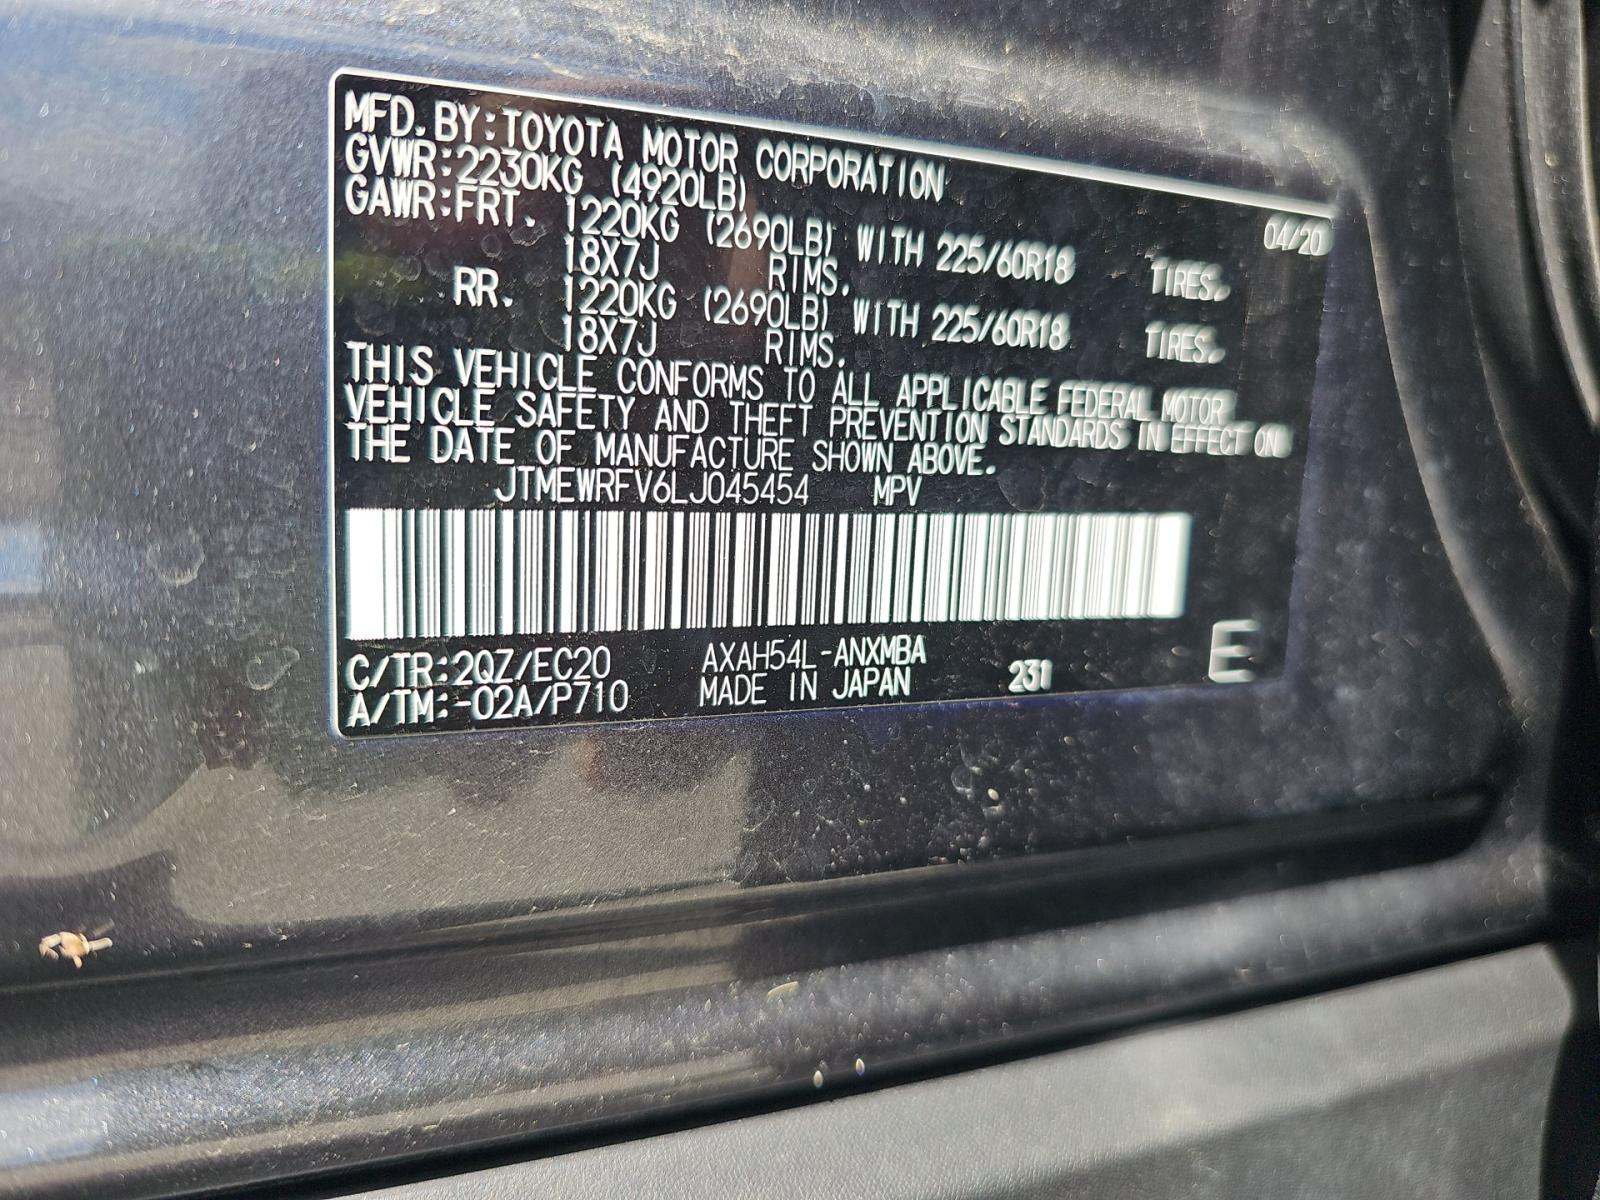 MFD. BY:TOYOTA MOTOR CORPORATION 04/20
GVWR:2230KG (4920LB)
GAWR:FRT. 1220KG (2690LB) WITH 225/60R18 TIRES,
18X7J RIMS.
RR. 1220KG (2690LB) WITH 225/60R18 TIRES,
18X7J RIMS.
THIS VEHICLE CONFORMS TO ALL APPLICABLE FEDERAL MOTOR
VEHICLE SAFETY AND THEFT PREVENTION STANDARDS IN EFFECT ON
THE DATE OF MANUFACTURE SHOWN ABOVE.
JTMEWRFV6LJ045454 MPV
C/TR:2QZ/EC20 AXAH54L-ANXMBA
A/TM:-02A/P710 MADE IN JAPAN 231 E